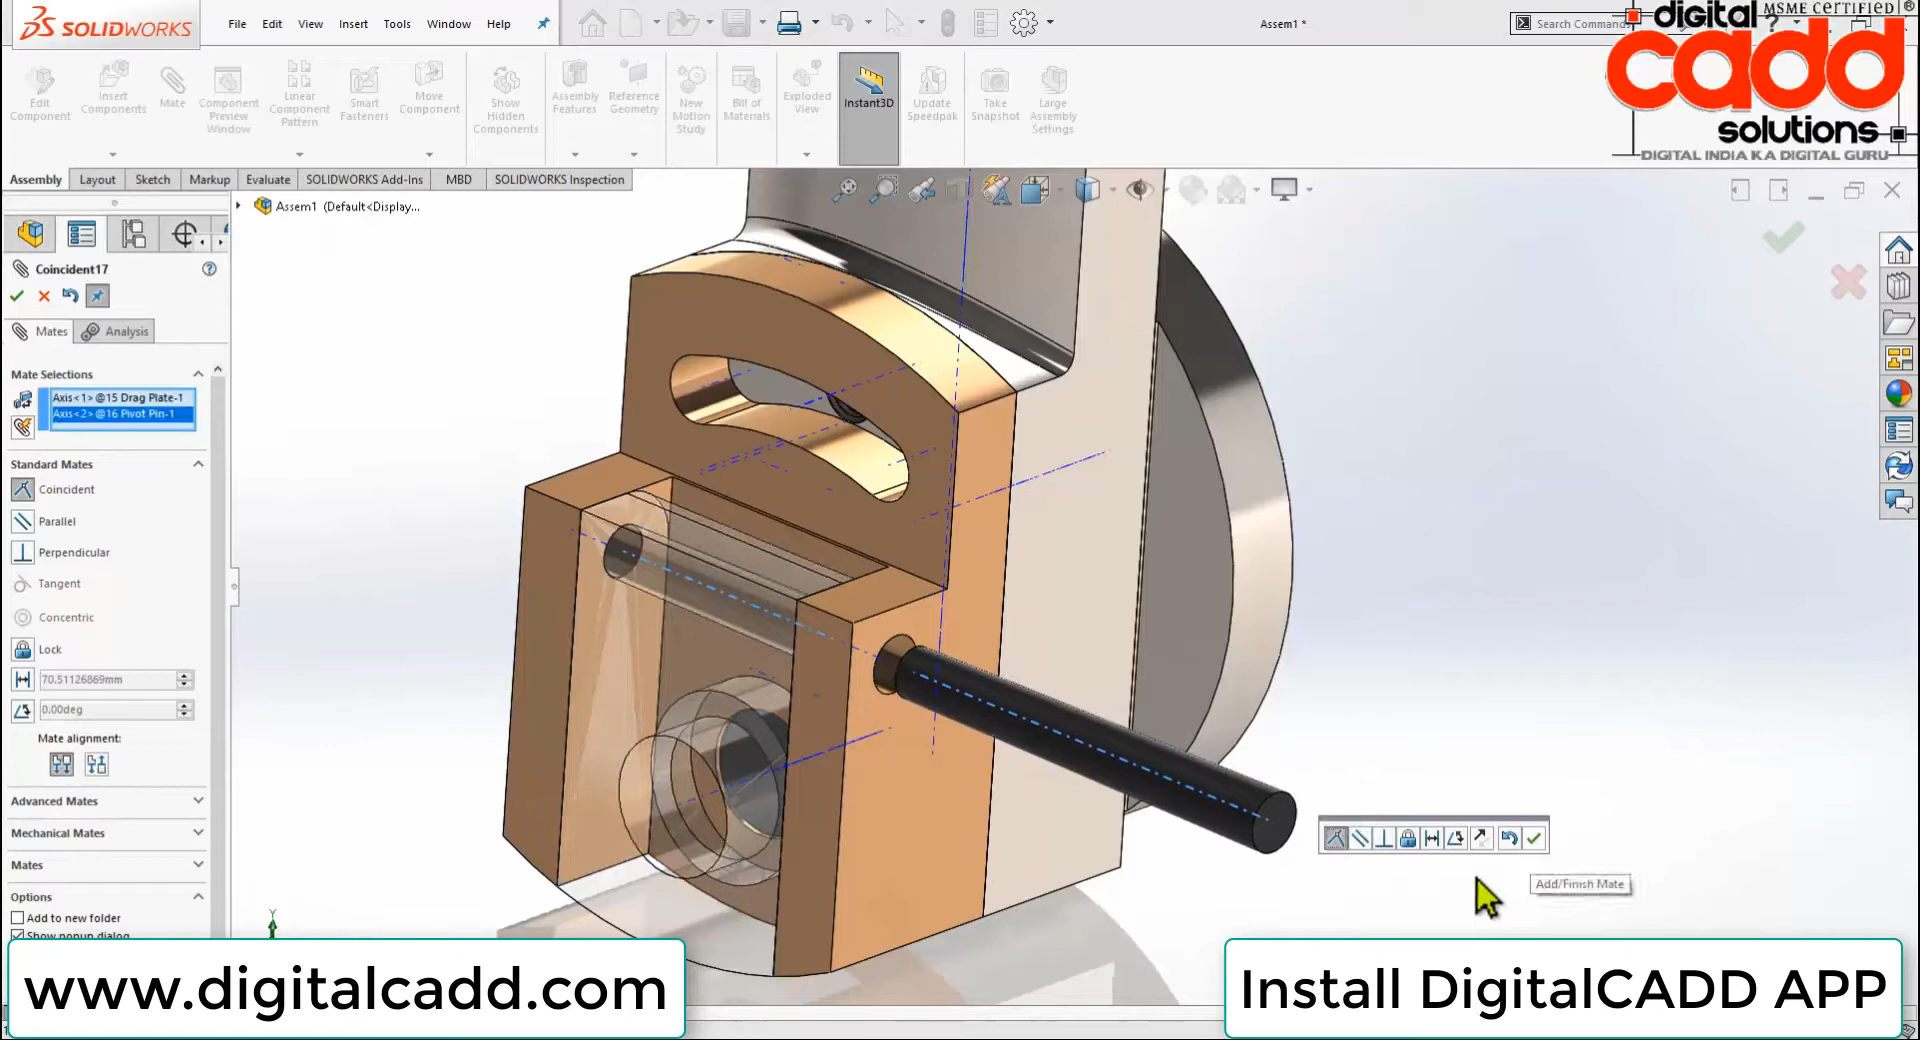 SOLIDWORKS
File Edit View Insert Tools Window Help
Assem1 *
Search Commands
digital
MSME CERTIFIED
®
cadd
solutions
DIGITAL INDIA KA DIGITAL GURU
Edit Component
Insert Components
Mate
Component Preview Window
Linear Component Pattern
Smart Fasteners
Move Component
Show Hidden Components
Assembly Features
Reference Geometry
New Motion Study
Bill of Materials
Exploded View
Instant3D
Update Speedpak
Take Snapshot
Large Assembly Settings
Assembly Layout Sketch Markup Evaluate SOLIDWORKS Add-Ins MBD SOLIDWORKS Inspection
Assem1 (Default<Display...
Coincident17
Mates Analysis
Mate Selections
Axis<1>@15 Drag Plate-1
Axis<2>@16 Pivot Pin-1
Standard Mates
Coincident
Parallel
Perpendicular
Tangent
Concentric
Lock
70.51126869mm
0.00deg
Mate alignment:
Advanced Mates
Mechanical Mates
Mates
Options
Add to new folder
Show popup dialog
Add/Finish Mate
Y
www.digitalcadd.com
Install DigitalCADD APP